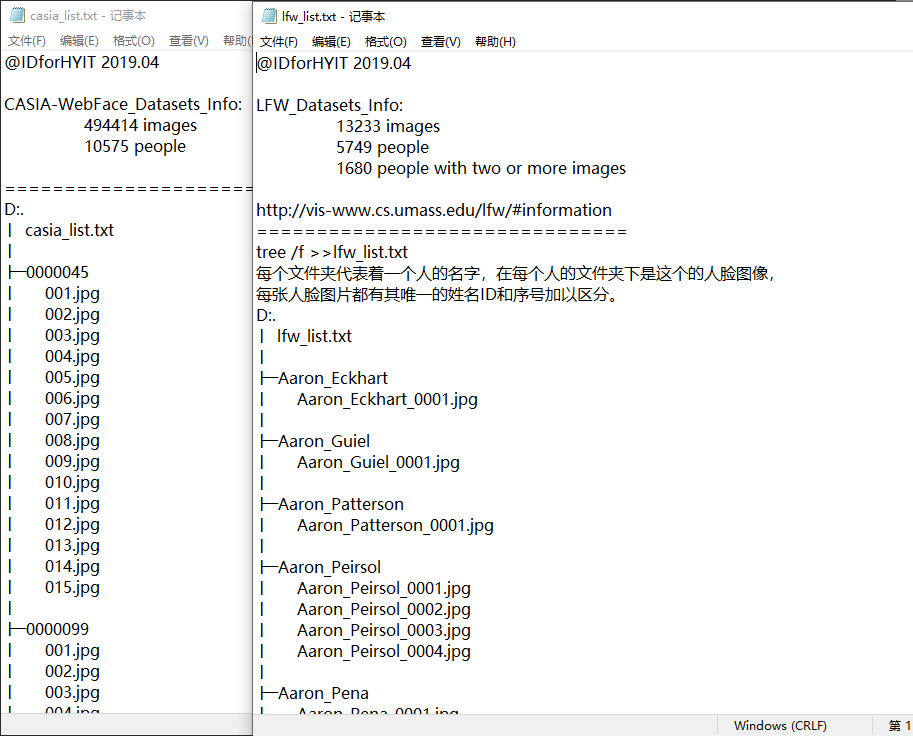 casia_list.txt - 记事本
文件(F) 编辑(E) 格式(O) 查看(V) 帮助(
@IDforHYIT 2019.04
CASIA-WebFace_Datasets_Info:
494414 images
10575 people
=====================
D:.
| casia_list.txt
|
├─0000045
| 001.jpg
| 002.jpg
| 003.jpg
| 004.jpg
| 005.jpg
| 006.jpg
| 007.jpg
| 008.jpg
| 009.jpg
| 010.jpg
| 011.jpg
| 012.jpg
| 013.jpg
| 014.jpg
| 015.jpg
|
├─0000099
| 001.jpg
| 002.jpg
| 003.jpg
| 004.jpg
lfw_list.txt - 记事本
文件(F) 编辑(E) 格式(O) 查看(V) 帮助(H)
@IDforHYIT 2019.04
LFW_Datasets_Info:
13233 images
5749 people
1680 people with two or more images
http://vis-www.cs.umass.edu/lfw/#information
===============================
tree /f >>lfw_list.txt
每个文件夹代表着一个人的名字，在每个人的文件夹下是这个的人脸图像，
每张人脸图片都有其唯一的姓名ID和序号加以区分。
D:.
| lfw_list.txt
|
├─Aaron_Eckhart
| Aaron_Eckhart_0001.jpg
|
├─Aaron_Guiel
| Aaron_Guiel_0001.jpg
|
├─Aaron_Patterson
| Aaron_Patterson_0001.jpg
|
├─Aaron_Peirsol
| Aaron_Peirsol_0001.jpg
| Aaron_Peirsol_0002.jpg
| Aaron_Peirsol_0003.jpg
| Aaron_Peirsol_0004.jpg
|
├─Aaron_Pena
| Aaron_Pena_0001.jpg
Windows (CRLF) 第 1